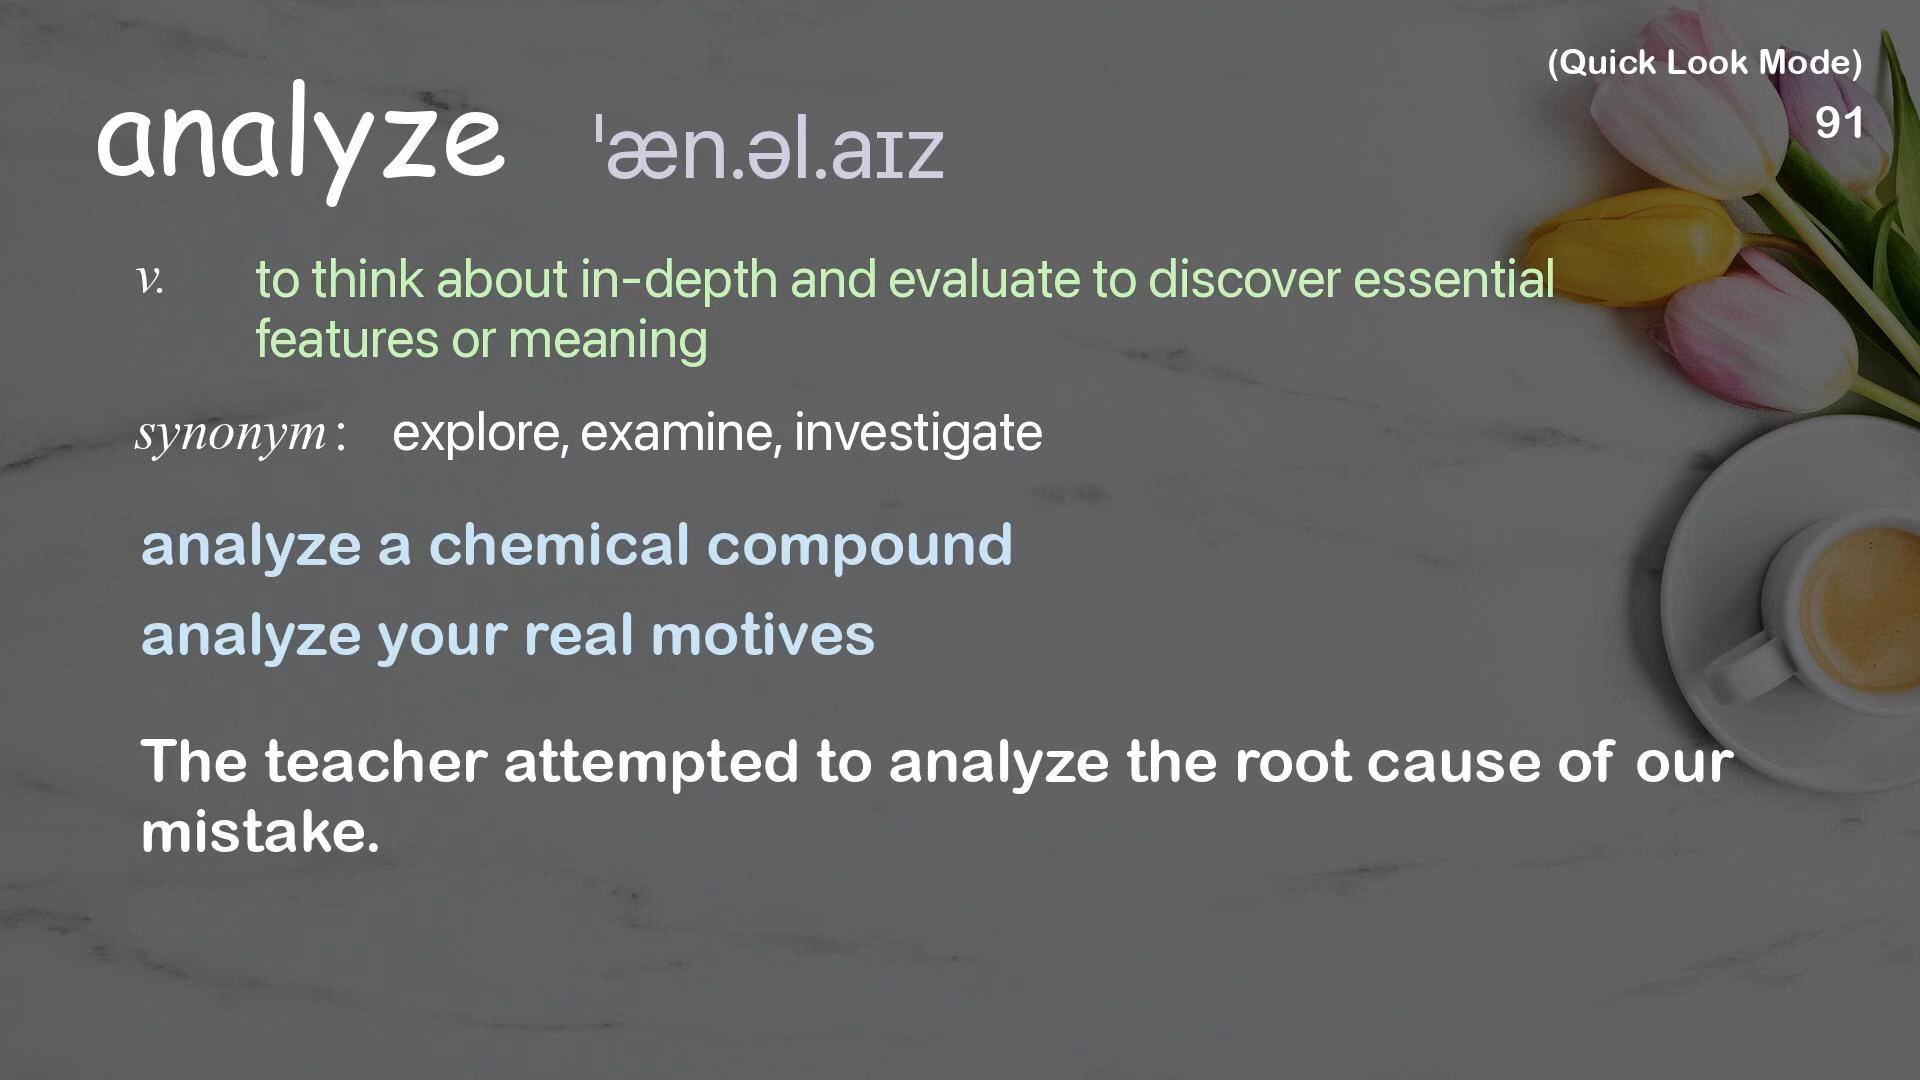 (Quick Look Mode)
91
analyze ˈæn.əl.aɪz
v. to think about in-depth and evaluate to discover essential
features or meaning
synonym: explore, examine, investigate
analyze a chemical compound
analyze your real motives
The teacher attempted to analyze the root cause of our
mistake.